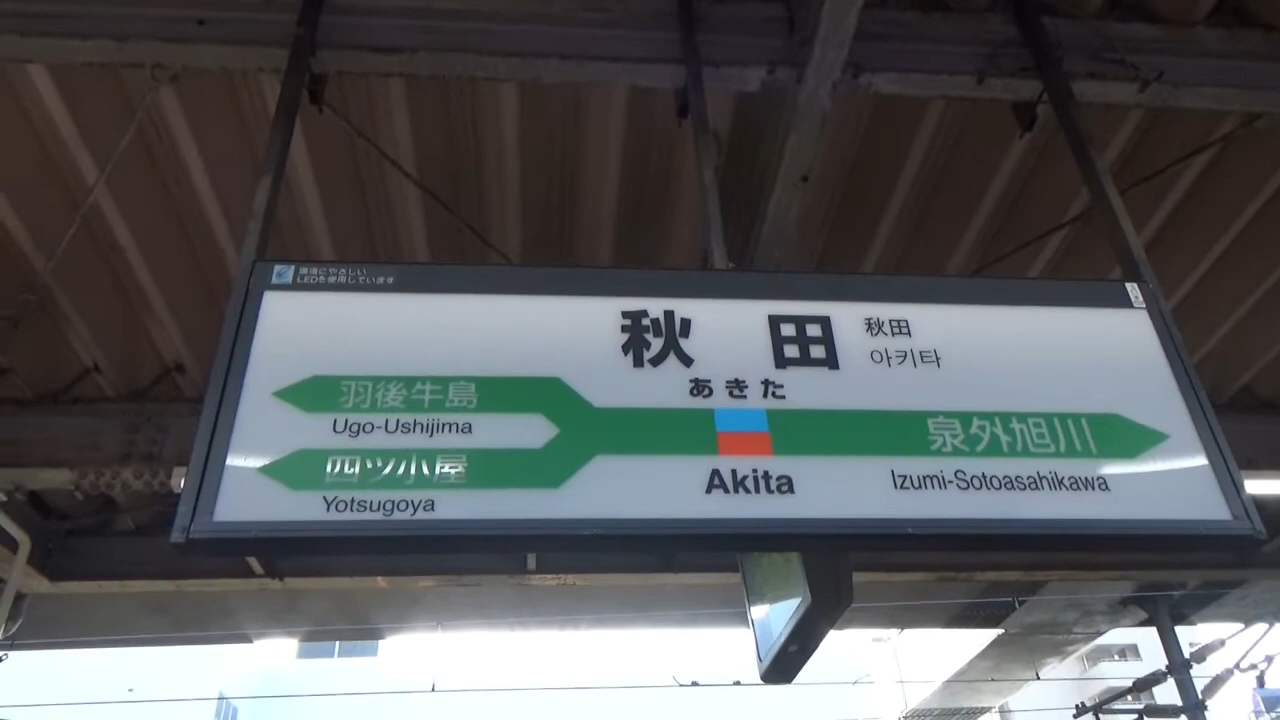 環境にやさしい
LEDを使用しています
秋田
秋田
아키타
あきた
羽後牛島
Ugo-Ushijima
四ツ小屋
Yotsugoya
Akita
泉外旭川
Izumi-Sotoasahikawa